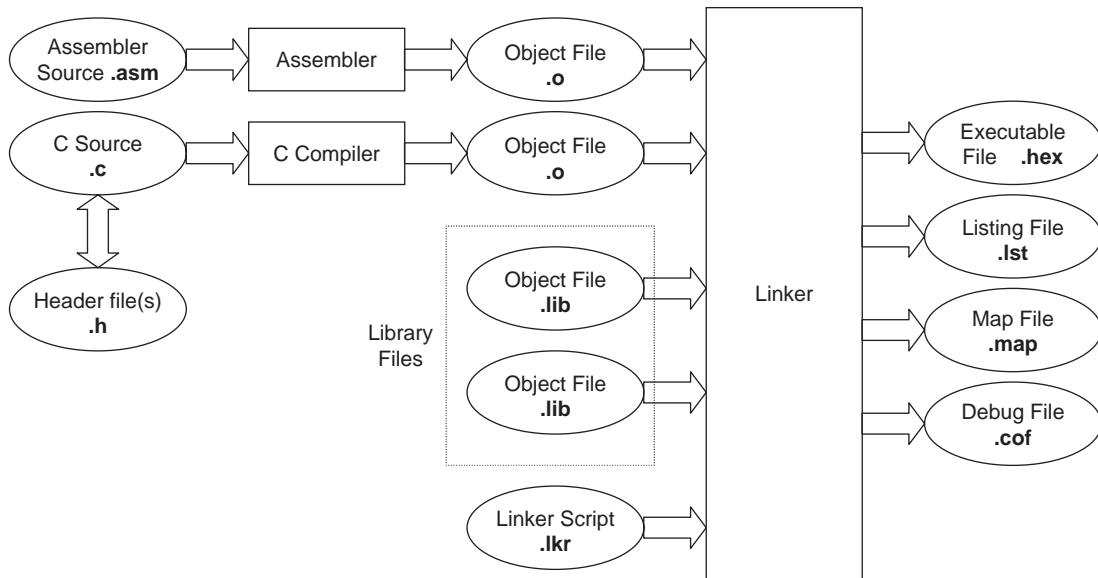 Assembler
Source .asm
Assembler
Object File
.o
C Source
.c
C Compiler
Object File
.o
Header file(s)
.h
Library
Files
Object File
.lib
Object File
.lib
Linker Script
.lkr
Linker
Executable
File .hex
Listing File
.lst
Map File
.map
Debug File
.cof